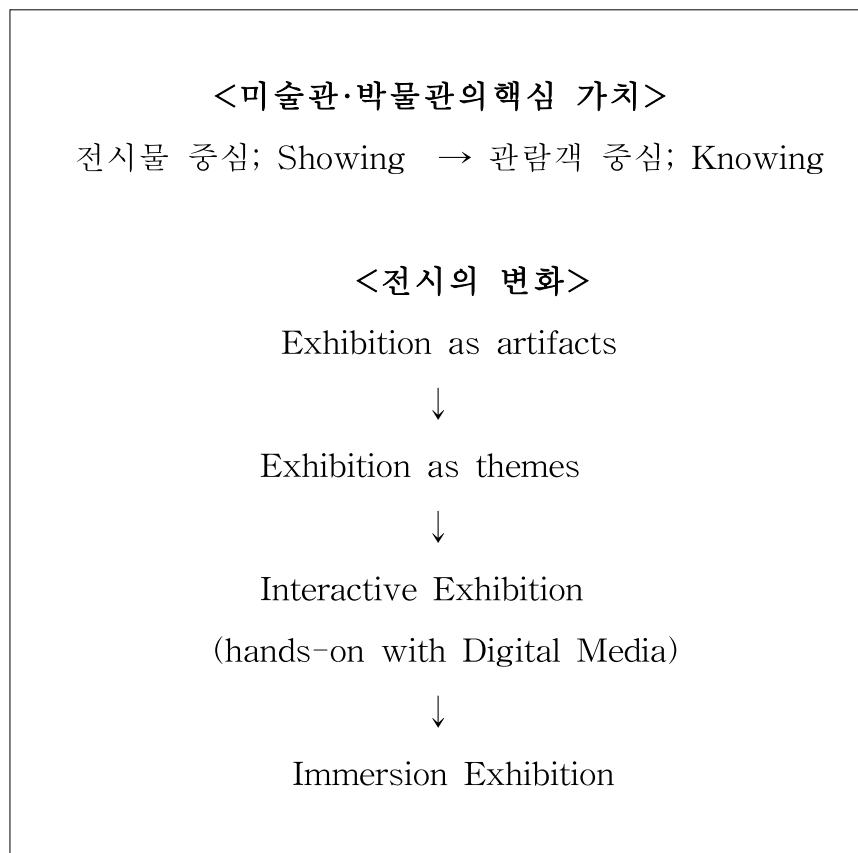 <미술관·박물관의핵심 가치>
전시물 중심; Showing → 관람객 중심; Knowing
<전시의 변화>
Exhibition as artifacts
↓
Exhibition as themes
↓
Interactive Exhibition
(hands-on with Digital Media)
↓
Immersion Exhibition